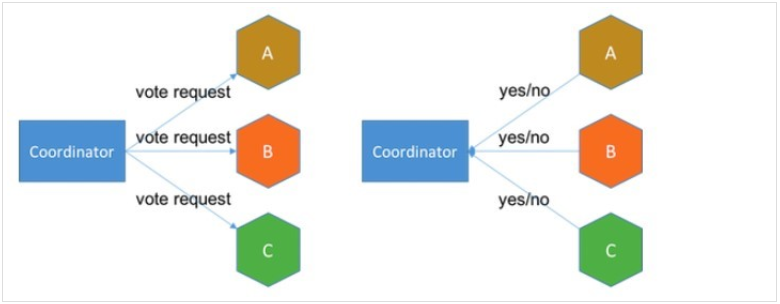 A
vote request
vote request
Coordinator
B
vote request
C
A
yes/no
yes/no
Coordinator
B
yes/no
C